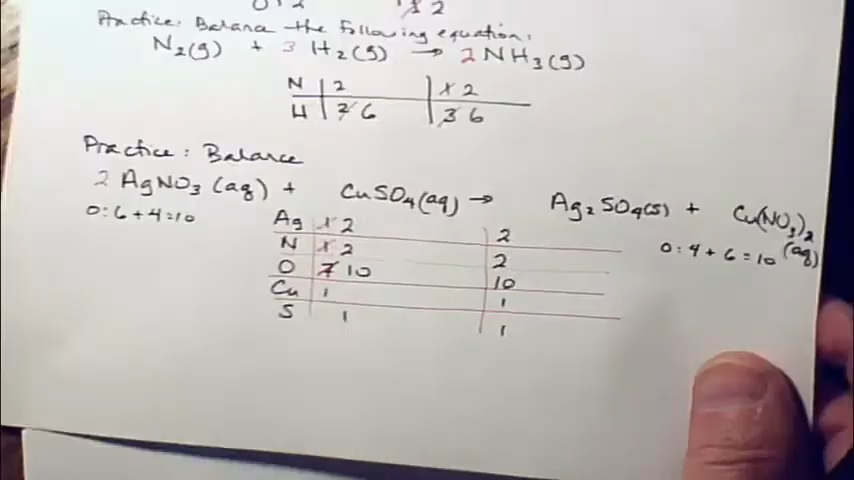 Practice: Balance the following equation:
N₂(g) + 3 H₂(g) → 2 NH₃(g)
N 2 1 2
H 2 6 3 6
Practice: Balance
2 AgNO₃ (aq) + CuSO₄(aq) → Ag₂SO₄(s) + Cu(NO₃)₂ (aq)
O: 6 + 4 = 10 O: 4 + 6 = 10
Ag 1 2 2
N 1 2 2
O 7 10 10
Cu 1 1
S 1 1